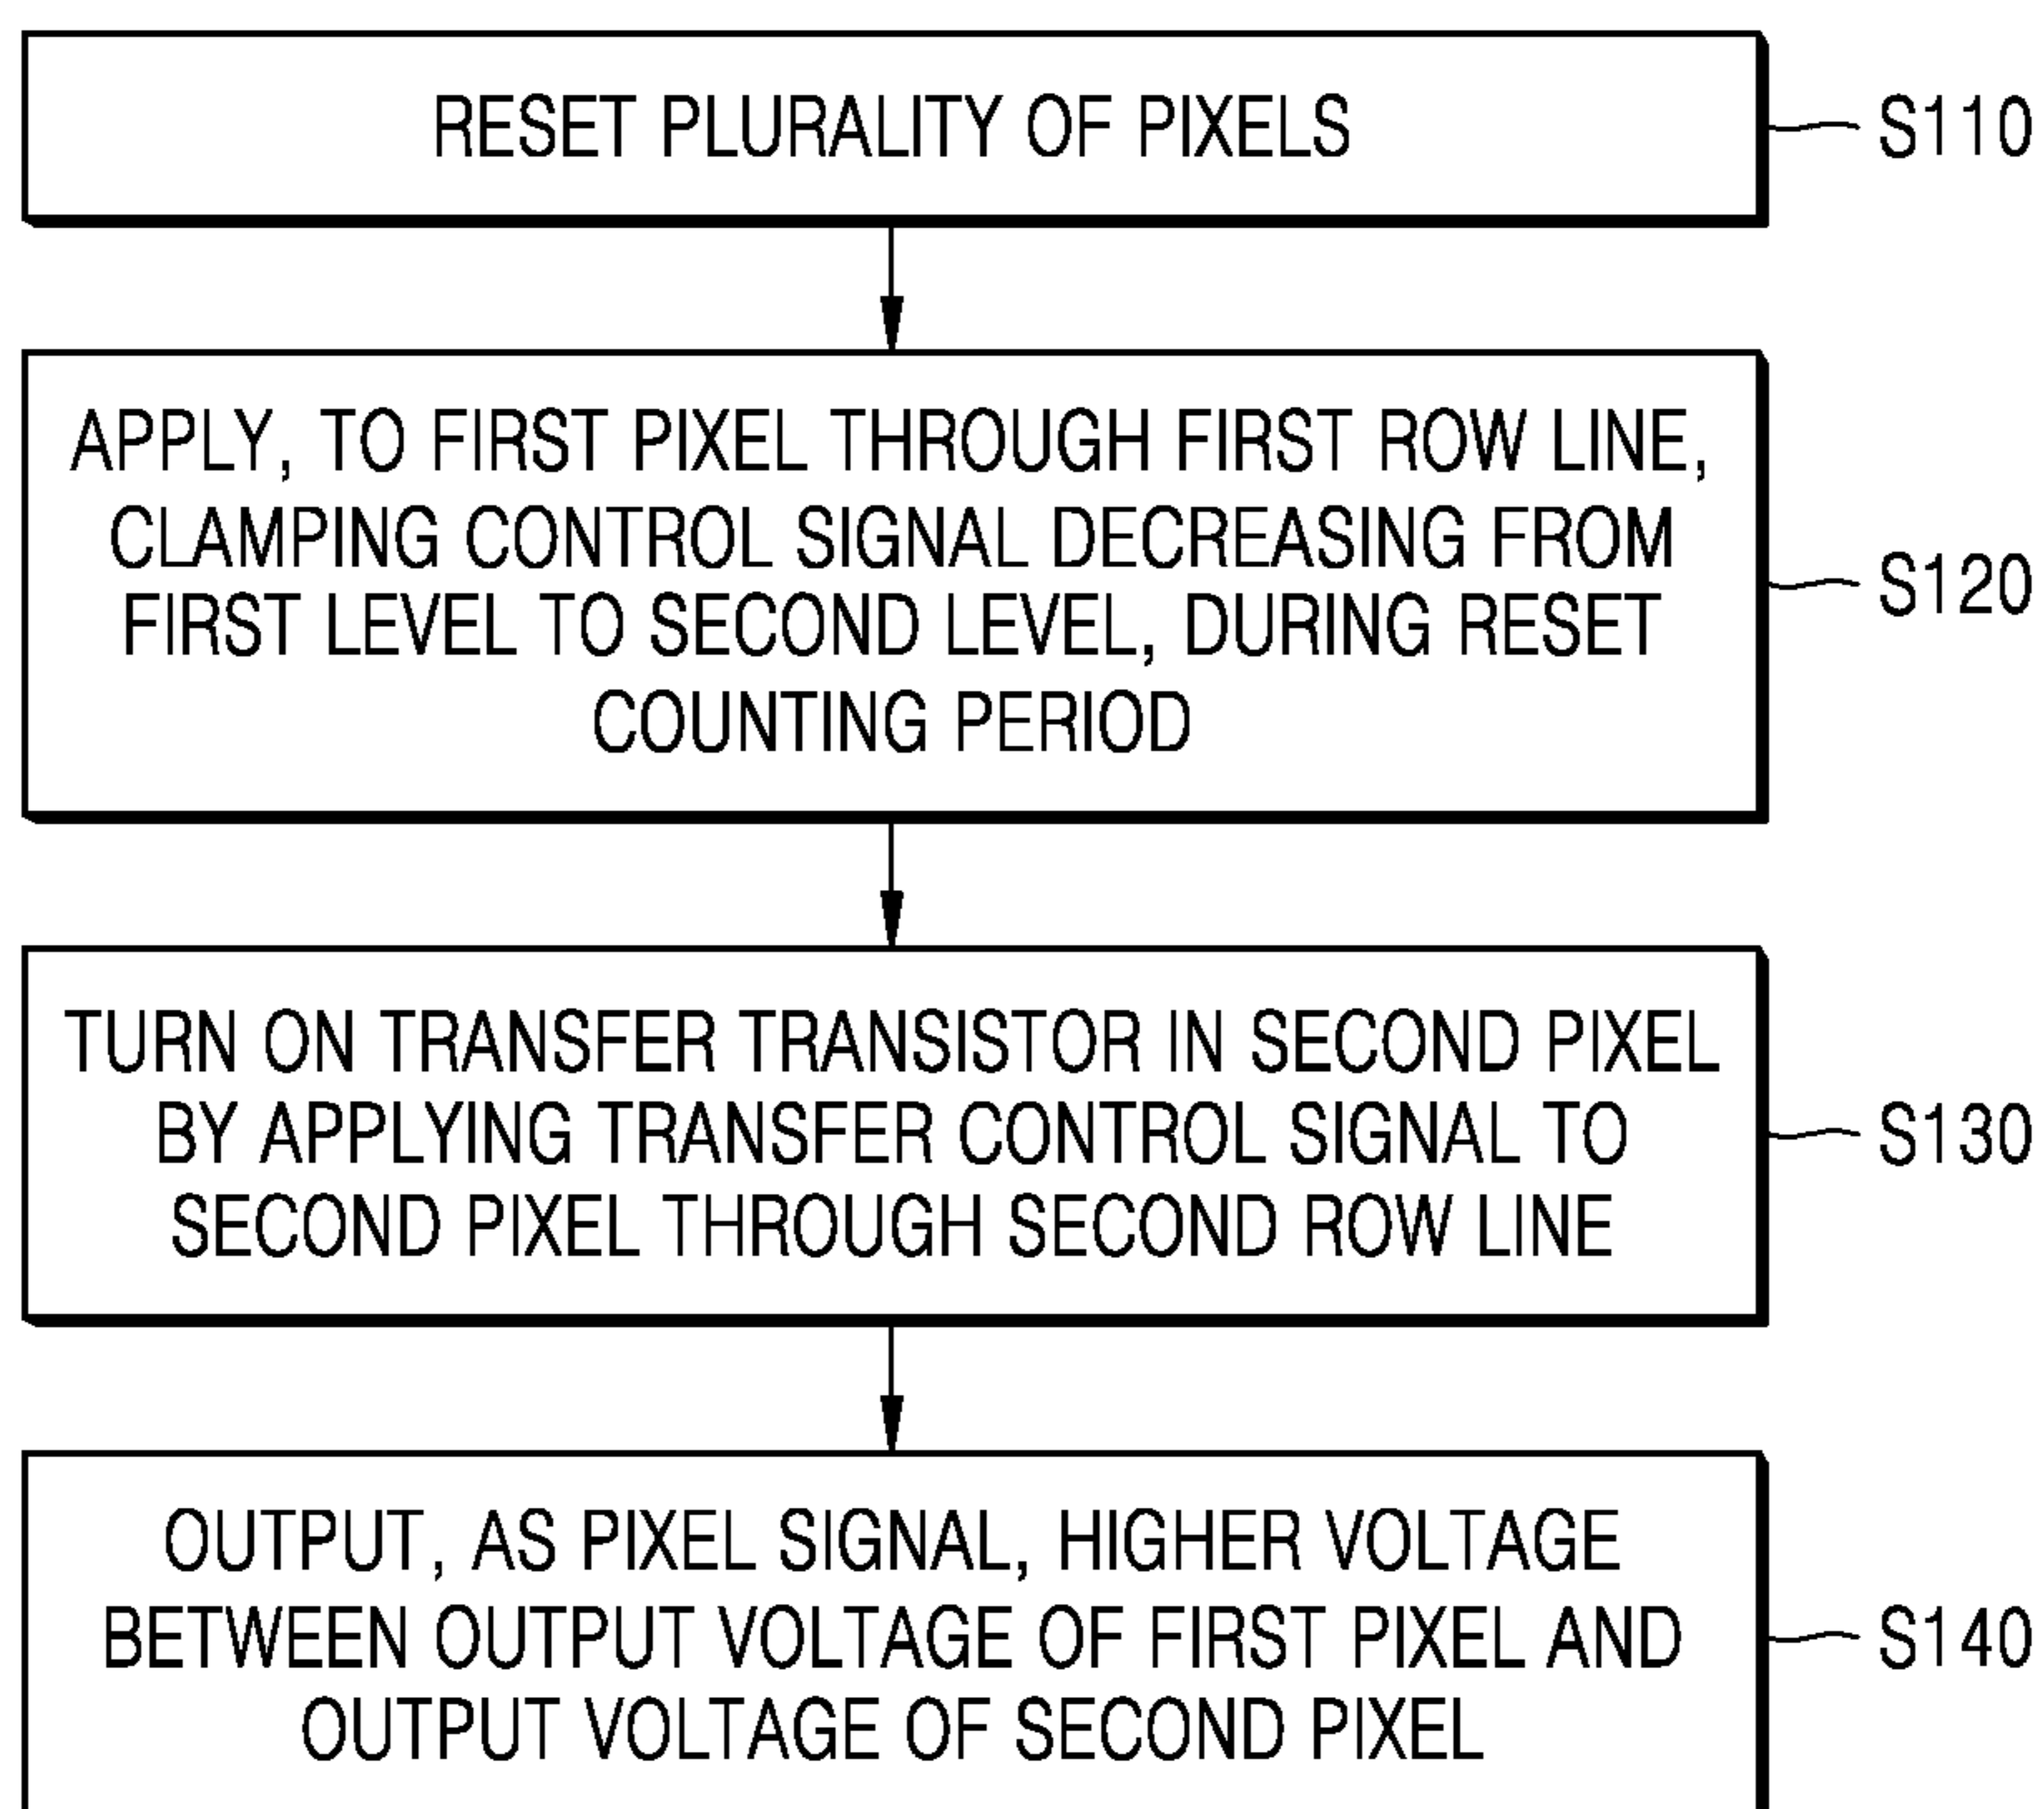 RESET PLURALITY OF PIXELS
S110
APPLY, TO FIRST PIXEL THROUGH FIRST ROW LINE,
CLAMPING CONTROL SIGNAL DECREASING FROM
FIRST LEVEL TO SECOND LEVEL, DURING RESET
COUNTING PERIOD
S120
TURN ON TRANSFER TRANSISTOR IN SECOND PIXEL
BY APPLYING TRANSFER CONTROL SIGNAL TO
SECOND PIXEL THROUGH SECOND ROW LINE
S130
OUTPUT, AS PIXEL SIGNAL, HIGHER VOLTAGE
BETWEEN OUTPUT VOLTAGE OF FIRST PIXEL AND
OUTPUT VOLTAGE OF SECOND PIXEL
S140